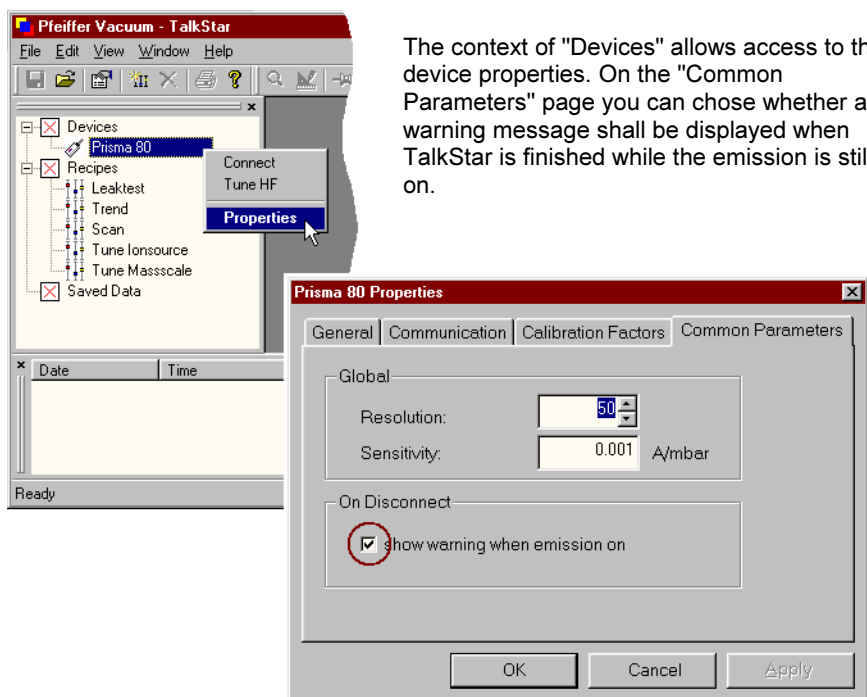 Pfeiffer Vacuum - TalkStar
File Edit View Window Help
The context of "Devices" allows access to th
device properties. On the "Common
Parameters" page you can chose whether a
warning message shall be displayed when
TalkStar is finished while the emission is stil
on.
Devices
Prisma 80
Recipes
Leaktest
Trend
Scan
Tune Ionsource
Tune Massscale
Saved Data
Connect
Tune HF
Properties
Date Time
Ready
Prisma 80 Properties
General Communication Calibration Factors Common Parameters
Global
Resolution: 50
Sensitivity: 0.001 A/mbar
On Disconnect
show warning when emission on
OK Cancel Apply